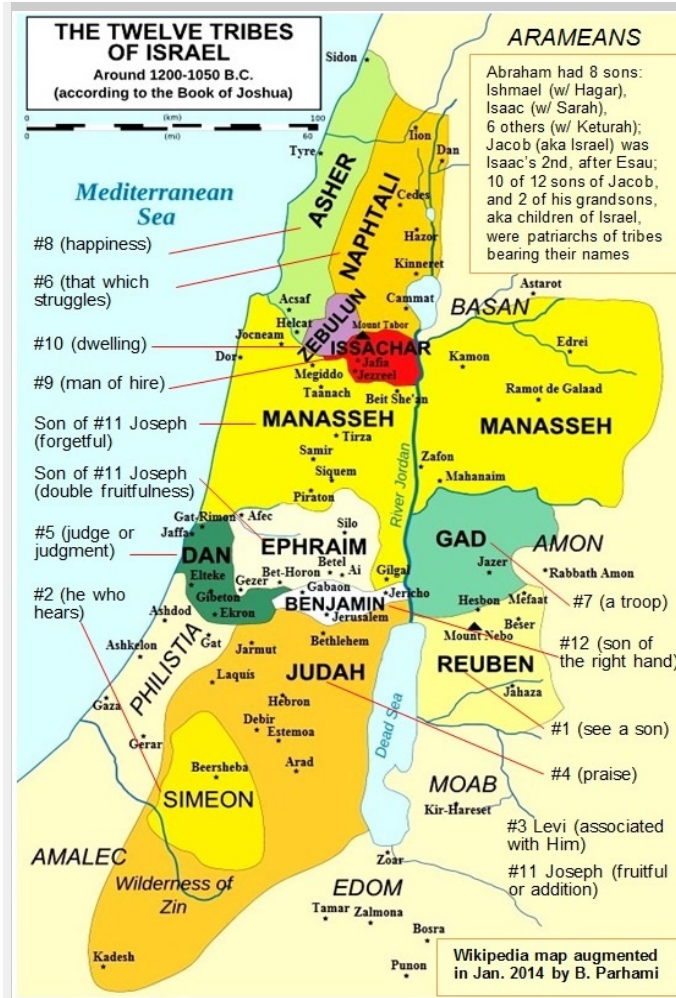 THE TWELVE TRIBES
OF ISRAEL
Around 1200-1050 B.C.
(according to the Book of Joshua)
0 (km) 100
0 (mi) 60
ARAMEANS
Abraham had 8 sons:
Ishmael (w/ Hagar),
Isaac (w/ Sarah),
6 others (w/ Keturah);
Jacob (aka Israel) was
Isaac's 2nd, after Esau;
10 of 12 sons of Jacob,
and 2 of his grandsons,
aka children of Israel,
were patriarchs of tribes
bearing their names
Sidon
Tyre
Iion
Dan
Mediterranean
Sea
ASHER
NAPHTALI
Cedes
Hazor
Kinneret
Cammat
#8 (happiness)
#6 (that which
struggles)
#10 (dwelling)
#9 (man of hire)
Son of #11 Joseph
(forgetful)
Son of #11 Joseph
(double fruitfulness)
#5 (judge or
judgment)
#2 (he who
hears)
Acsaf
Helcat
ZEBULUN
Mount Tabor
Jocneam
Dor
ISSACHAR
Jafia
Jezreel
Megiddo
Taanach
Beit She'an
BASAN
Astarot
Edrei
Kamon
Ramot de Galaad
MANASSEH
MANASSEH
Tirza
Samir
Siquem
Piraton
River Jordan
Zafon
Mahanaim
Gat-Rimon
Afec
Jaffa
Silo
EPHRAIM
DAN
Betel
Bet-Horon
Ai
Gilgal
Elteke
Gezer
Gabaon
Jericho
Gibeton
BENJAMIN
Ekron
Jerusalem
GAD
AMON
Jazer
Rabbath Amon
Hesbon
Mefaat
#7 (a troop)
Beser
Mount Nebo
#12 (son of
the right hand)
REUBEN
Jahaza
#1 (see a son)
#4 (praise)
Ashdod
Ashkelon
Gat
Jarmut
Bethlehem
PHILISTIA
JUDAH
Laquis
Hebron
Gaza
Debir
Estemoa
Gerar
Beersheba
Arad
SIMEON
Dead Sea
MOAB
Kir-Hareset
#3 Levi (associated
with Him)
#11 Joseph (fruitful
or addition)
AMALEC
Wilderness of
Zin
Zoar
EDOM
Tamar
Zalmona
Bosra
Kadesh
Punon
Wikipedia map augmented
in Jan. 2014 by B. Parhami